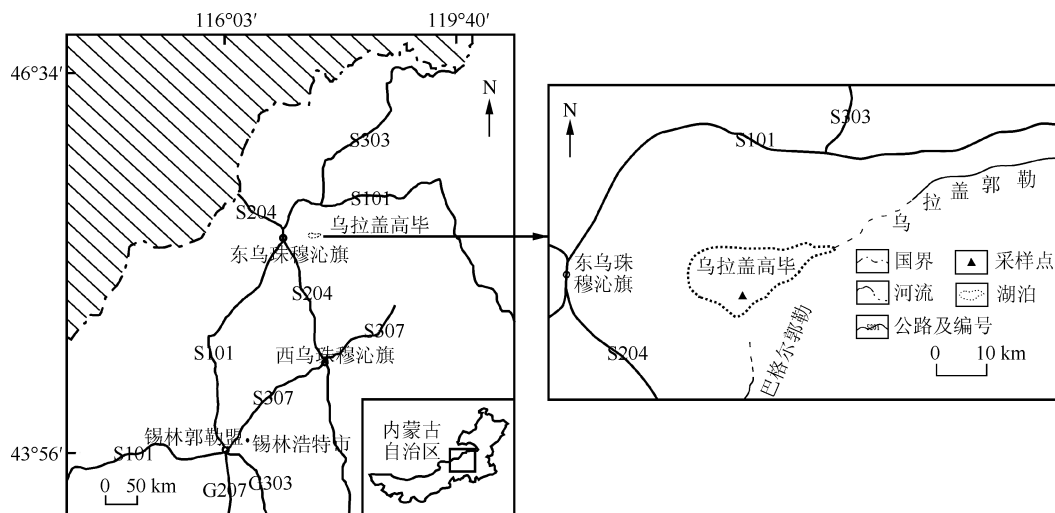 116°03′
119°40′
46°34′
43°56′
N
S303
S101
S204
乌拉盖高毕
东乌珠穆沁旗
S204
S307
S101
西乌珠穆沁旗
S307
锡林郭勒盟
锡林浩特市
S101
G303
G207
0 50 km
内蒙古
自治区
N
S303
S101
乌拉盖郭勒
东乌珠
穆沁旗
乌拉盖高毕
S204
巴格尔郭勒
国界
采样点
河流
湖泊
S101
公路及编号
0 10 km